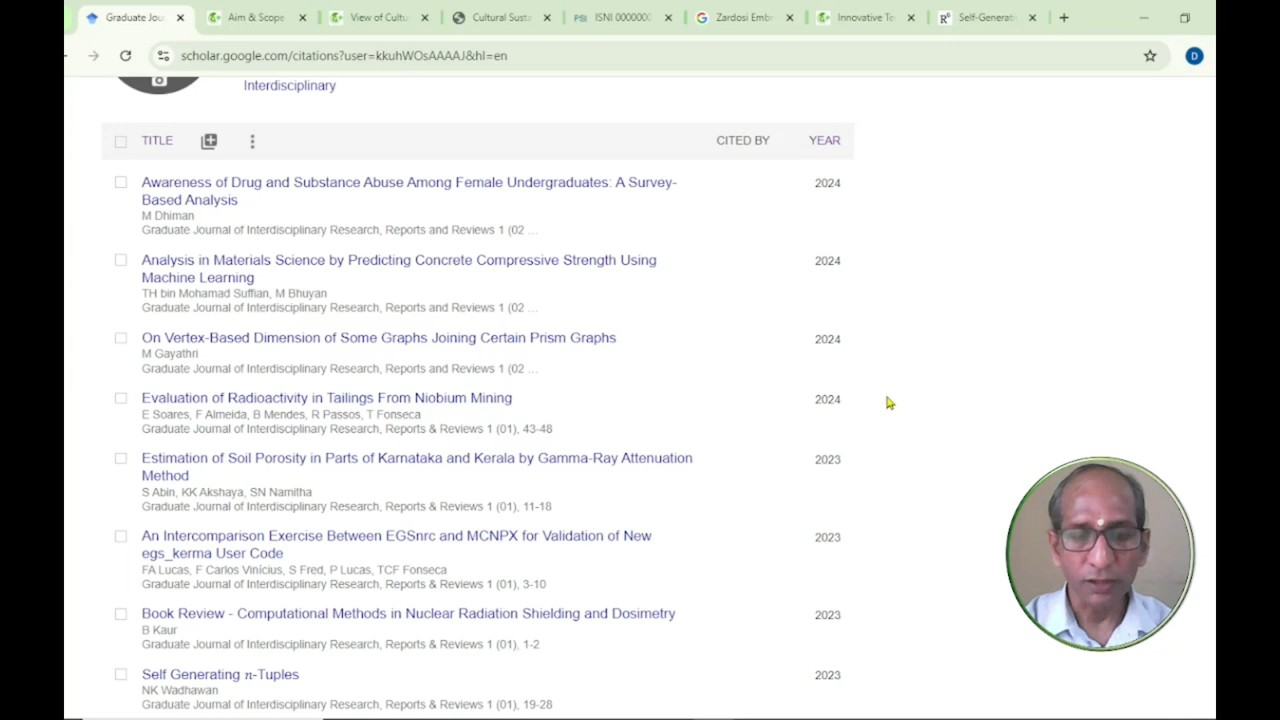 Graduate Jou
Aim & Scope
View of Cultu
Cultural Susta
PSI ISNI 0000000
Zardosi Emb
Innovative Te
Self-Generati
scholar.google.com/citations?user=kkuhWOsAAAAJ&hl=en
D
Interdisciplinary
TITLE CITED BY YEAR
Awareness of Drug and Substance Abuse Among Female Undergraduates: A Survey- 2024
Based Analysis
M Dhiman
Graduate Journal of Interdisciplinary Research, Reports and Reviews 1 (02 ...
Analysis in Materials Science by Predicting Concrete Compressive Strength Using 2024
Machine Learning
TH bin Mohamad Suffian, M Bhuyan
Graduate Journal of Interdisciplinary Research, Reports and Reviews 1 (02 ...
On Vertex-Based Dimension of Some Graphs Joining Certain Prism Graphs 2024
M Gayathri
Graduate Journal of Interdisciplinary Research, Reports and Reviews 1 (02 ...
Evaluation of Radioactivity in Tailings From Niobium Mining 2024
E Soares, F Almeida, B Mendes, R Passos, T Fonseca
Graduate Journal of Interdisciplinary Research, Reports & Reviews 1 (01), 43-48
Estimation of Soil Porosity in Parts of Karnataka and Kerala by Gamma-Ray Attenuation 2023
Method
S Abin, KK Akshaya, SN Namitha
Graduate Journal of Interdisciplinary Research, Reports & Reviews 1 (01), 11-18
An Intercomparison Exercise Between EGSnrc and MCNPX for Validation of New 2023
egs_kerma User Code
FA Lucas, F Carlos Vinícius, S Fred, P Lucas, TCF Fonseca
Graduate Journal of Interdisciplinary Research, Reports & Reviews 1 (01), 3-10
Book Review - Computational Methods in Nuclear Radiation Shielding and Dosimetry 2023
B Kaur
Graduate Journal of Interdisciplinary Research, Reports & Reviews 1 (01), 1-2
Self Generating n-Tuples 2023
NK Wadhawan
Graduate Journal of Interdisciplinary Research, Reports & Reviews 1 (01), 19-28